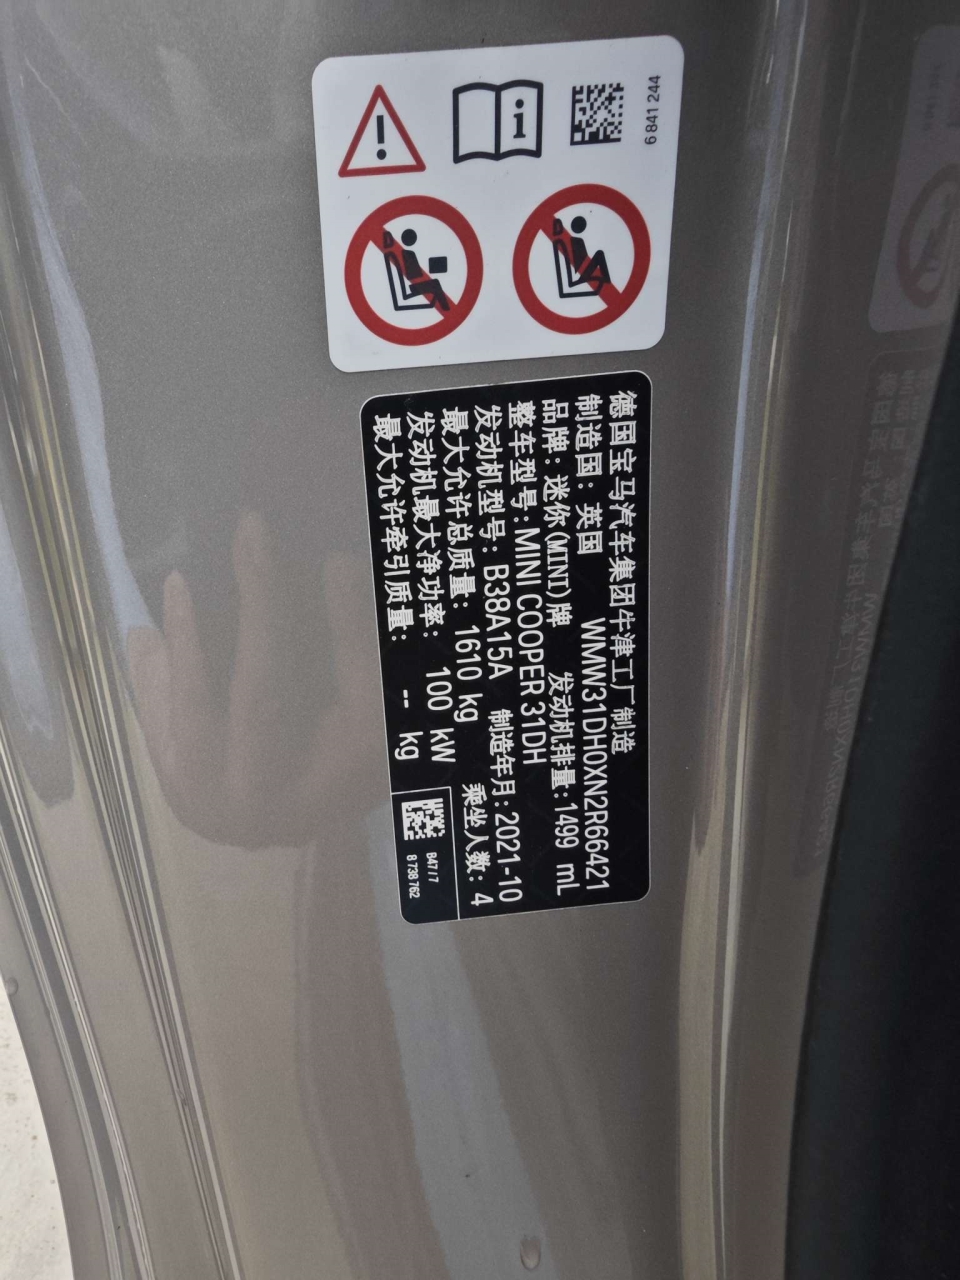 6 841 244
德国宝马汽车集团牛津工厂制造
制造国：英国 WMW31DH0XN2R66421
品牌：迷你(MINI)牌 发动机排量:1499 mL
整车型号:MINI COOPER 31DH
发动机型号: B38A15A 制造年月:2021-10
最大允许总质量: 1610 kg 乘坐人数: 4
发动机最大净功率: 100 kW
最大允许牵引质量: -- kg
B47/7
8 738 762